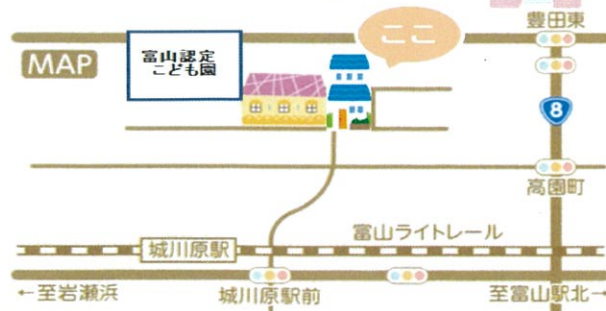 豊田東
ここ
MAP
富山認定
こども園
8
高園町
富山ライトレール
城川原駅
←至岩瀬浜
城川原駅前
至富山駅北→